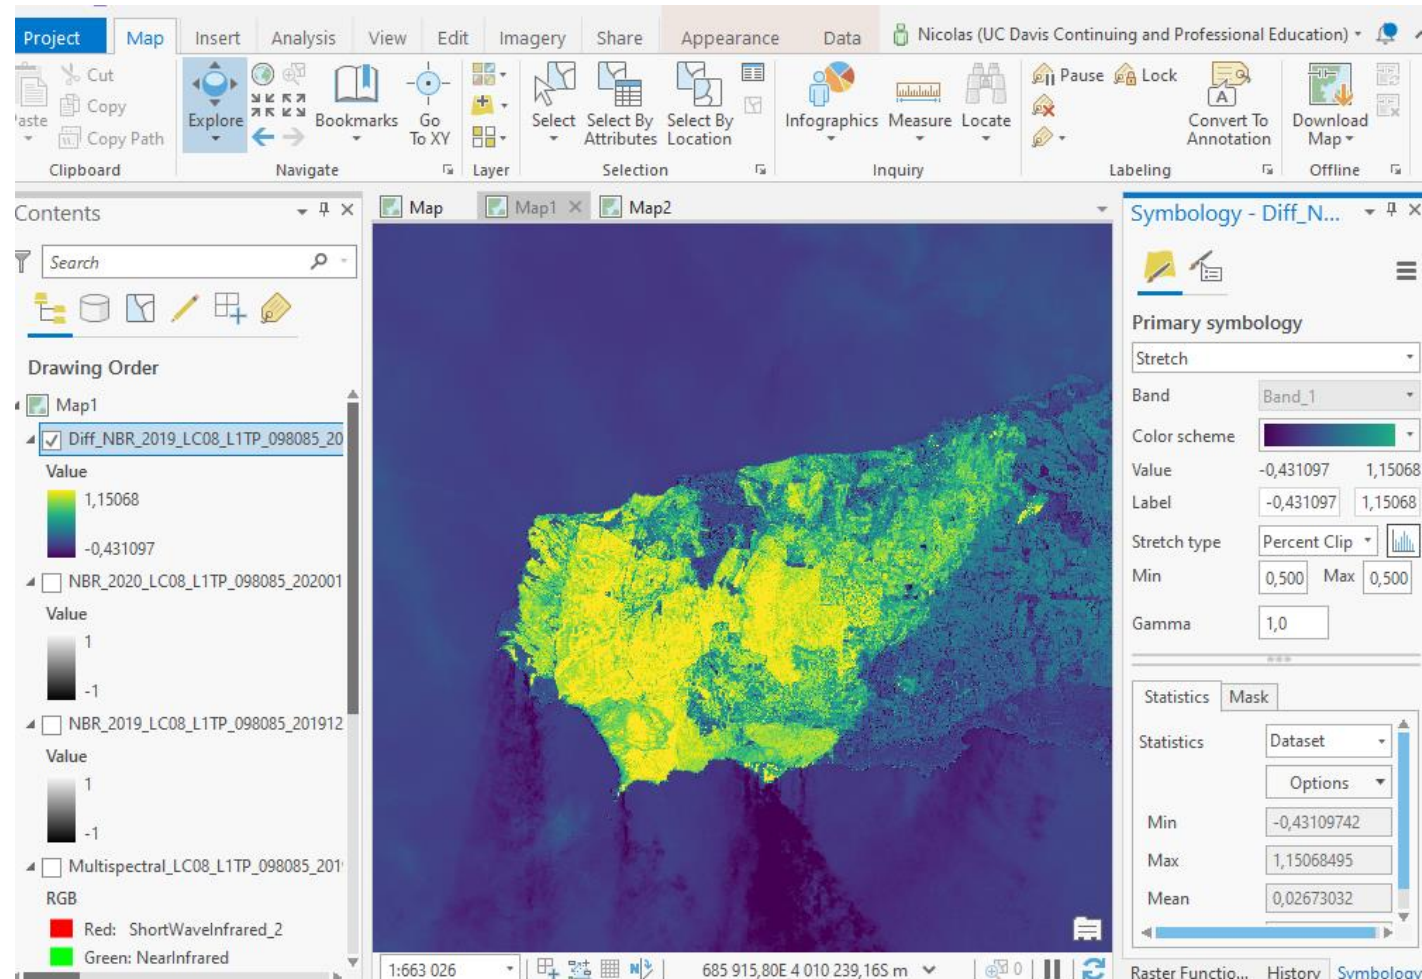 Project Map Insert Analysis View Edit Imagery Share Appearance Data Nicolas (UC Davis Continuing and Professional Education)
Cut
Copy
Copy Path
Clipboard
Explore
Bookmarks
Go
To XY
Navigate
Layer
Select
Select By
Attributes
Select By
Location
Selection
Infographics
Measure
Locate
Inquiry
Pause
Lock
Convert To
Annotation
Labeling
Download
Map
Offline
Contents
Search
Drawing Order
Map1
Diff_NBR_2019_LC08_L1TP_098085_20
Value
1,15068
-0,431097
NBR_2020_LC08_L1TP_098085_202001
Value
1
-1
NBR_2019_LC08_L1TP_098085_201912
Value
1
-1
Multispectral_LC08_L1TP_098085_201
RGB
Red: ShortWaveInfrared_2
Green: NearInfrared
Map Map1 Map2
1:663 026
685 915,80E 4 010 239,16S m
0
Symbology - Diff_N...
Primary symbology
Stretch
Band Band_1
Color scheme
Value -0,431097 1,15068
Label -0,431097 1,15068
Stretch type Percent Clip
Min 0,500 Max 0,500
Gamma 1,0
Statistics Mask
Statistics Dataset
Options
Min -0,43109742
Max 1,15068495
Mean 0,02673032
Raster Functio... History Symbology